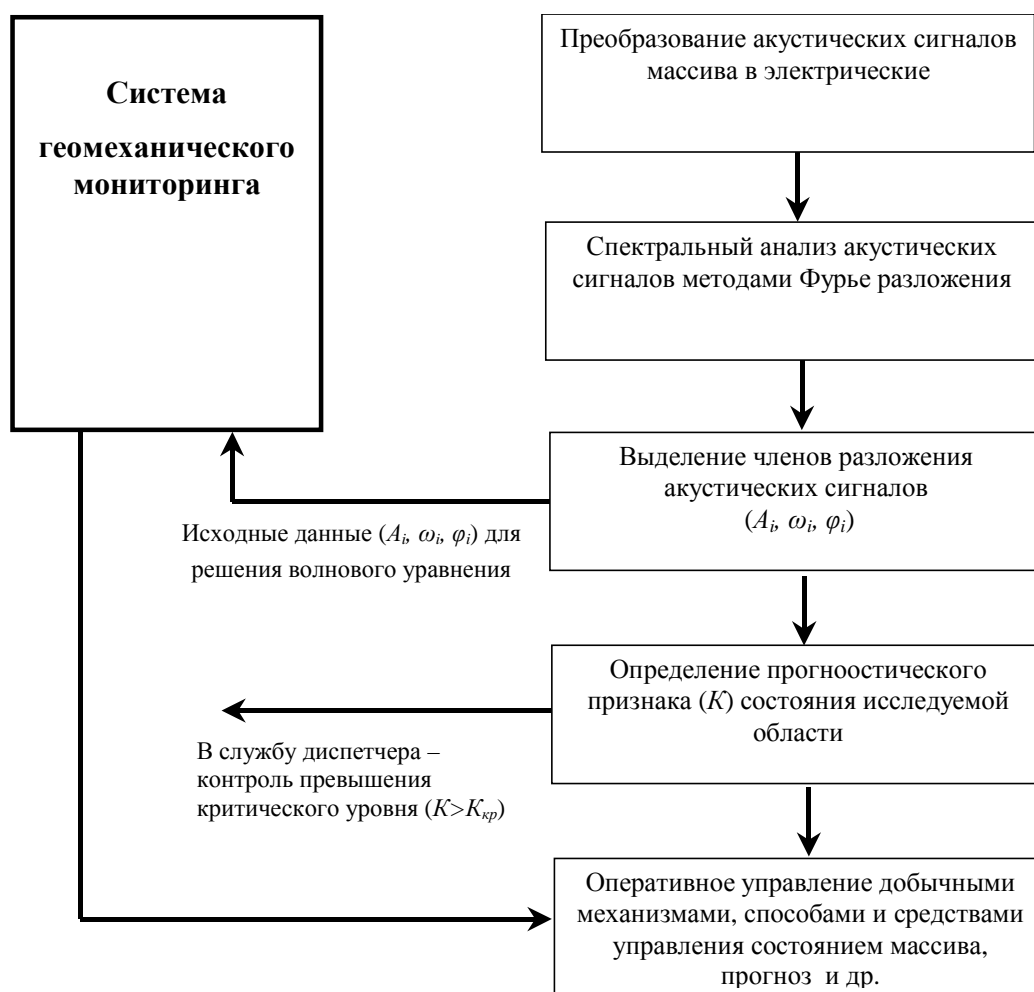 Система
геомеханического
мониторинга
Преобразование акустических сигналов
массива в электрические
Спектральный анализ акустических
сигналов методами Фурье разложения
Выделение членов разложения
акустических сигналов
(Aᵢ, ωᵢ, φᵢ)
Исходные данные (Aᵢ, ωᵢ, φᵢ) для
решения волнового уравнения
Определение прогноостического
признака (К) состояния исследуемой
области
В службу диспетчера –
контроль превышения
критического уровня (К>Ккр)
Оперативное управление добычными
механизмами, способами и средствами
управления состоянием массива,
прогноз и др.